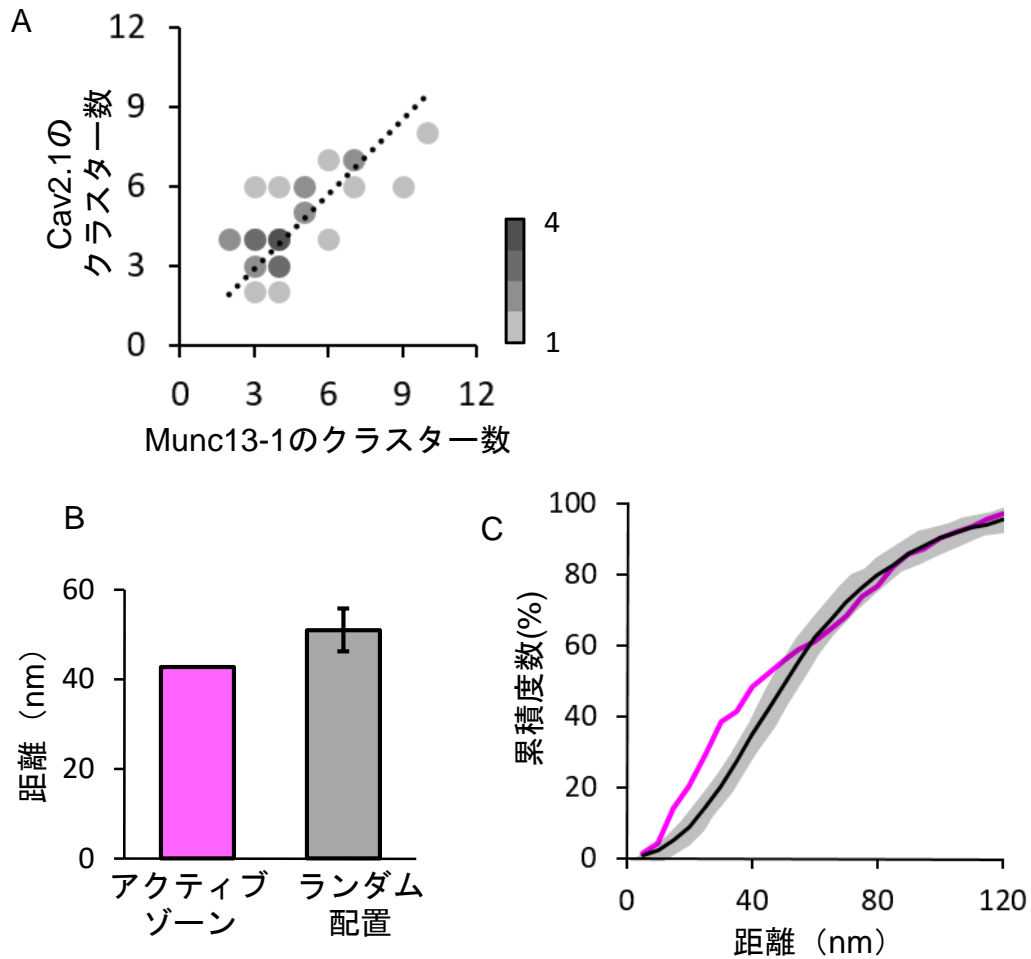 A
12
9
6
3
0
Cav2.1の
クラスター数
0 3 6 9 12
Munc13-1のクラスター数
4
1
B
60
40
20
0
距離（nm）
アクティブ
ゾーン
ランダム
配置
C
100
80
60
40
20
0
累積度数(%)
0 40 80 120
距離（nm）